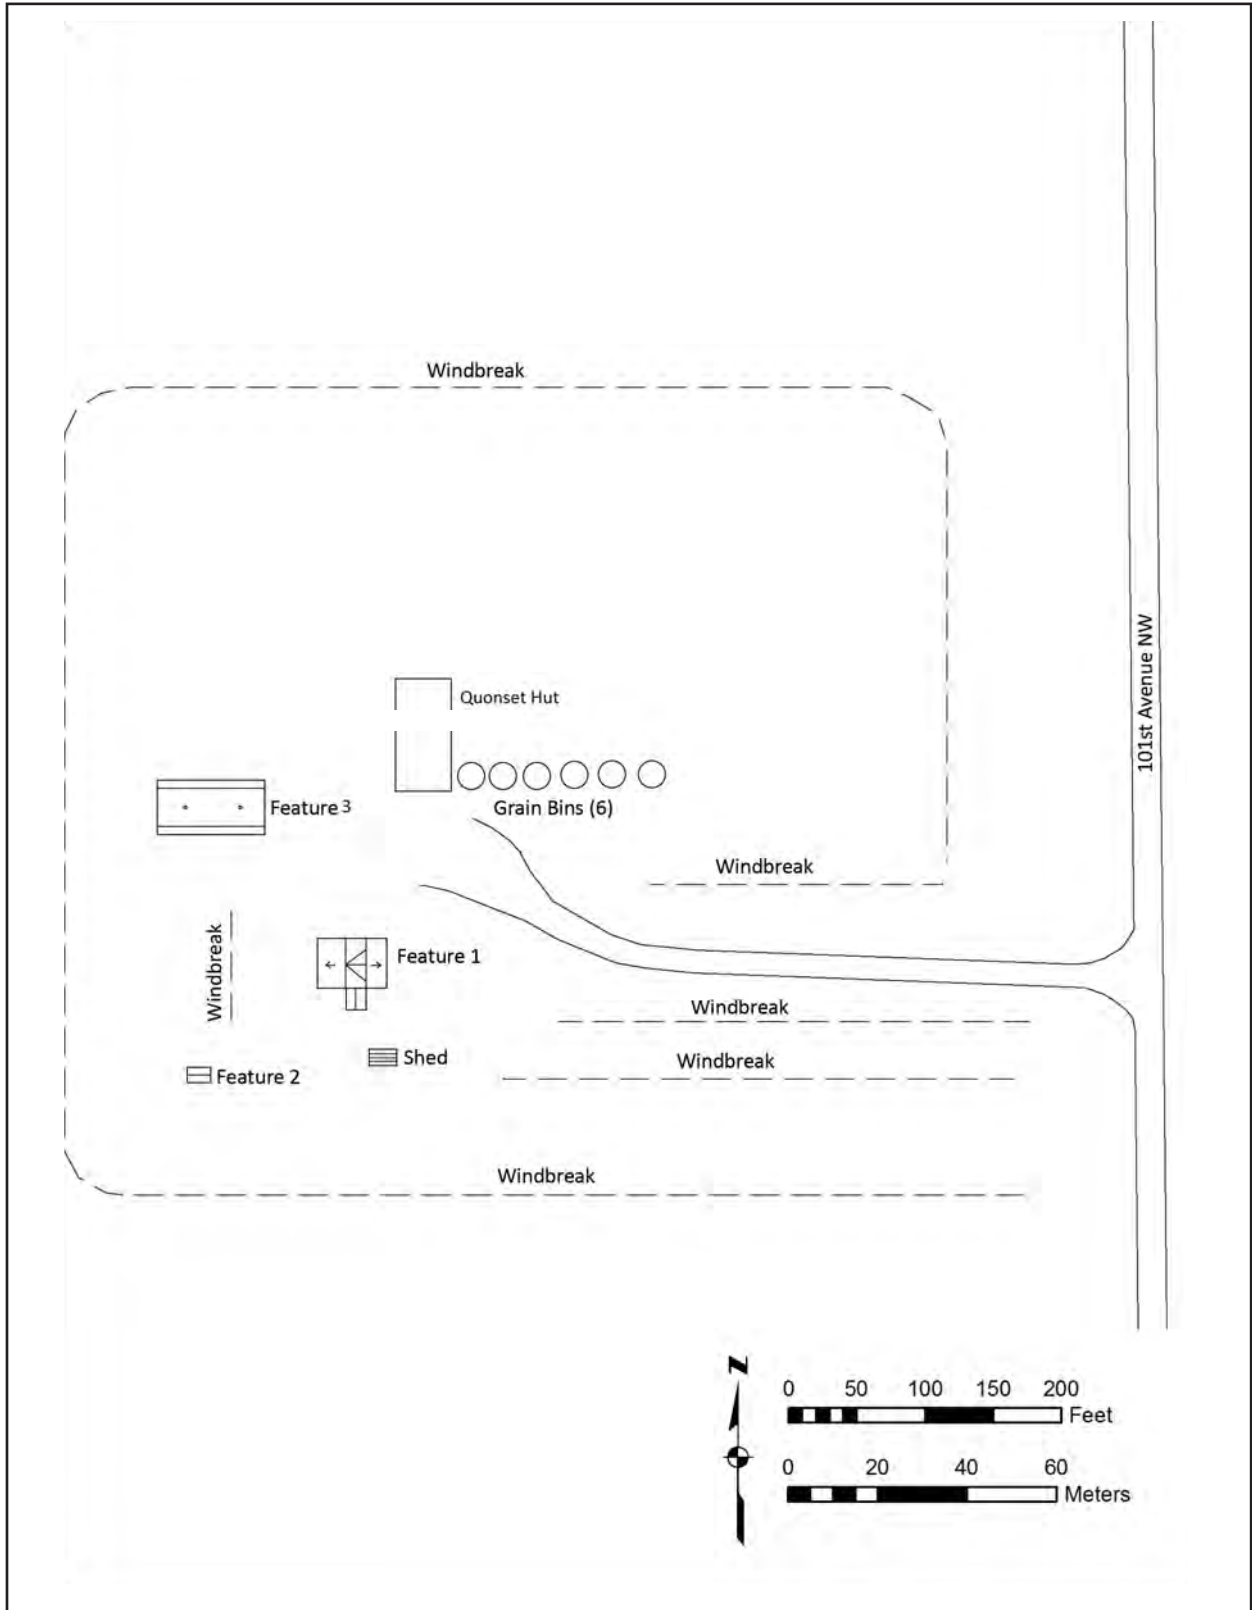 Windbreak
101st Avenue NW
Quonset Hut
Grain Bins (6)
Feature 3
Windbreak
Windbreak
Feature 1
Windbreak
Shed
Windbreak
Feature 2
Windbreak
N
0 50 100 150 200
Feet
0 20 40 60
Meters